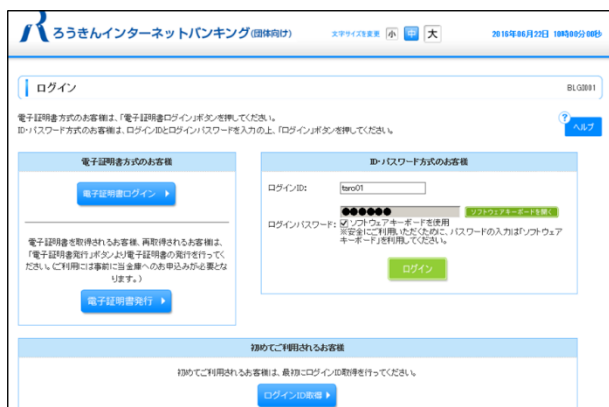 ろうきんインターネットバンキング(団体向け)
文字サイズを変更 小 中 大
2016年06月22日 10時00分00秒
ログイン
BLGI001
電子証明書方式のお客様は、「電子証明書ログイン」ボタンを押してください。
ID・パスワード方式のお客様は、ログインIDとログインパスワードを入力の上、「ログイン」ボタンを押してください。
? ヘルプ
電子証明書方式のお客様
電子証明書ログイン
電子証明書を取得されるお客様、再取得されるお客様は、
「電子証明書発行」ボタンより電子証明書の発行を行ってく
ださい。(ご利用には事前に当金庫へのお申込みが必要とな
ります。)
電子証明書発行
ID・パスワード方式のお客様
ログインID: taro01
ログインパスワード: ●●●●●● ソフトウェアキーボードを開く
ソフトウェアキーボードを使用
※安全にご利用いただくために、パスワードの入力は「ソフトウェア
キーボード」を利用してください。
ログイン
初めてご利用されるお客様
初めてご利用されるお客様は、最初にログインID取得を行ってください。
ログインID取得